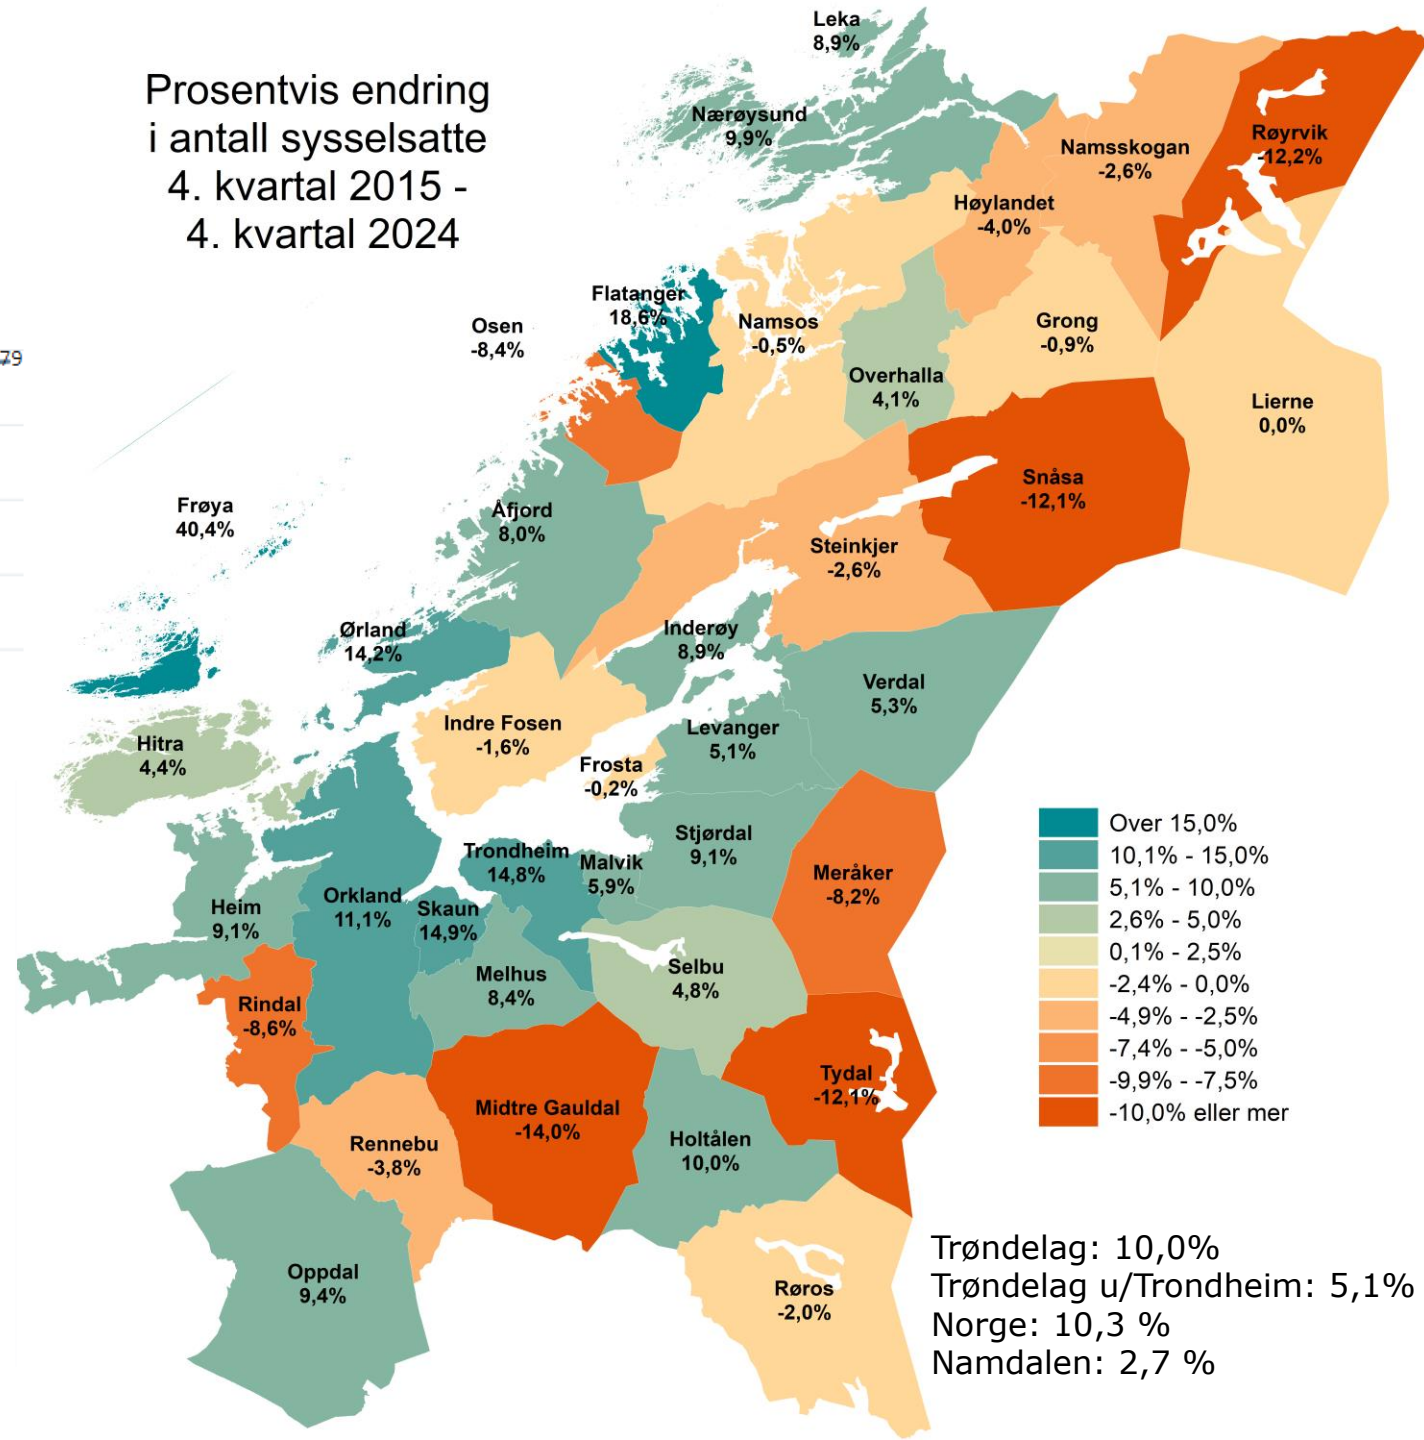 Prosentvis endring
i antall sysselsatte
4. kvartal 2015 -
4. kvartal 2024
Leka
8,9%
Nærøysund
9,9%
Namsskogan
-2,6%
Røyrvik
-12,2%
Høylandet
-4,0%
Flatanger
18,6%
Osen
-8,4%
Namsos
-0,5%
Grong
-0,9%
79
Overhalla
4,1%
Lierne
0,0%
Snåsa
-12,1%
Frøya
40,4%
Åfjord
8,0%
Steinkjer
-2,6%
Ørland
14,2%
Inderøy
8,9%
Verdal
5,3%
Indre Fosen
-1,6%
Levanger
5,1%
Hitra
4,4%
Frosta
-0,2%
Stjørdal
9,1%
Trondheim
14,8%
Malvik
5,9%
Meråker
-8,2%
Orkland
11,1%
Skaun
14,9%
Heim
9,1%
Melhus
8,4%
Selbu
4,8%
Rindal
-8,6%
Tydal
-12,1%
Midtre Gauldal
-14,0%
Rennebu
-3,8%
Holtålen
10,0%
Oppdal
9,4%
Røros
-2,0%
Over 15,0%
10,1% - 15,0%
5,1% - 10,0%
2,6% - 5,0%
0,1% - 2,5%
-2,4% - 0,0%
-4,9% - -2,5%
-7,4% - -5,0%
-9,9% - -7,5%
-10,0% eller mer
Trøndelag: 10,0%
Trøndelag u/Trondheim: 5,1%
Norge: 10,3 %
Namdalen: 2,7 %